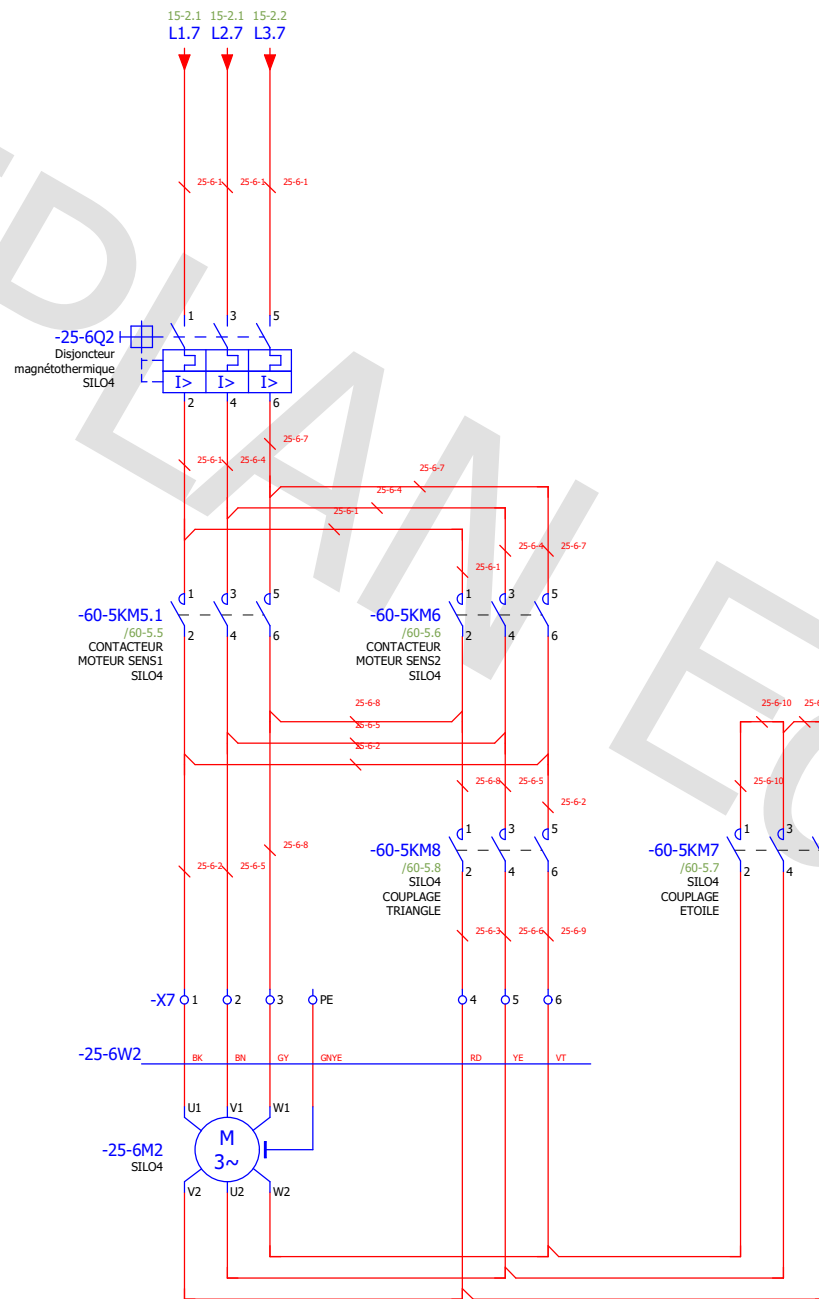 15-2.1 15-2.1 15-2.2
L1.7 L2.7 L3.7
25-6-1 25-6-1 25-6-1
1 3 5
-25-6Q2
Disjoncteur
magnétothermique
SILO4
I> I> I>
2 4 6
25-6-7
25-6-1 25-6-4
25-6-7
25-6-4
25-6-1
25-6-4 25-6-7
25-6-1
1 3 5
-60-5KM5.1
/60-5.5
CONTACTEUR
MOTEUR SENS1
SILO4
2 4 6
1 3 5
-60-5KM6
/60-5.6
CONTACTEUR
MOTEUR SENS2
SILO4
2 4 6
25-6-8
25-6-5
25-6-2
25-6-10
25-6-8 25-6-5
25-6-10
25-6-2
25-6-8
25-6-2 25-6-5
1 3 5
-60-5KM8
/60-5.8
SILO4
COUPLAGE
TRIANGLE
2 4 6
1 3
-60-5KM7
/60-5.7
SILO4
COUPLAGE
ETOILE
2 4
25-6-3 25-6-6 25-6-9
-X7 1 2 3 PE 4 5 6
-25-6W2
BK BN GY GNYE RD YE VT
U1 V1 W1
-25-6M2
SILO4
M
3~
V2 U2 W2